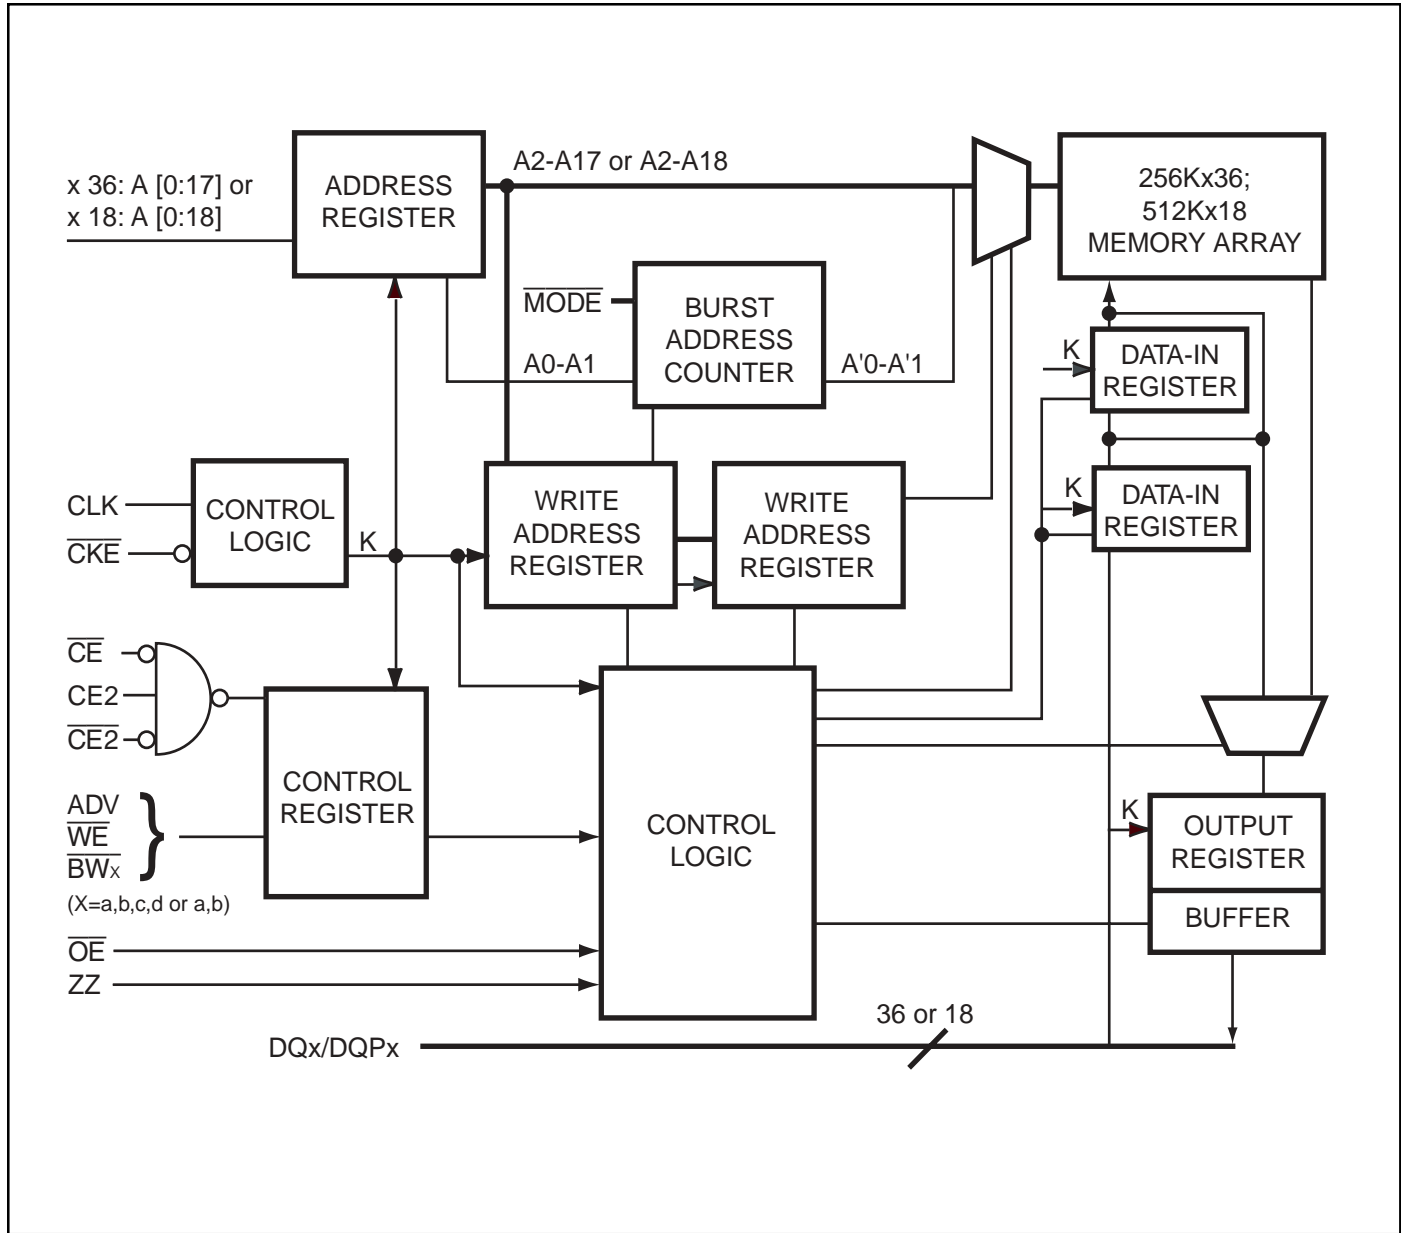 x 36: A [0:17] or
x 18: A [0:18]
ADDRESS
REGISTER
A2-A17 or A2-A18
256Kx36;
512Kx18
MEMORY ARRAY
MODE
BURST
ADDRESS
COUNTER
A0-A1
A'0-A'1
K
DATA-IN
REGISTER
K
DATA-IN
REGISTER
CLK
CKE
CONTROL
LOGIC
K
WRITE
ADDRESS
REGISTER
WRITE
ADDRESS
REGISTER
CE
CE2
CE2
CONTROL
REGISTER
ADV
WE
BWX
(X=a,b,c,d or a,b)
CONTROL
LOGIC
K
OUTPUT
REGISTER
BUFFER
OE
ZZ
36 or 18
DQx/DQPx